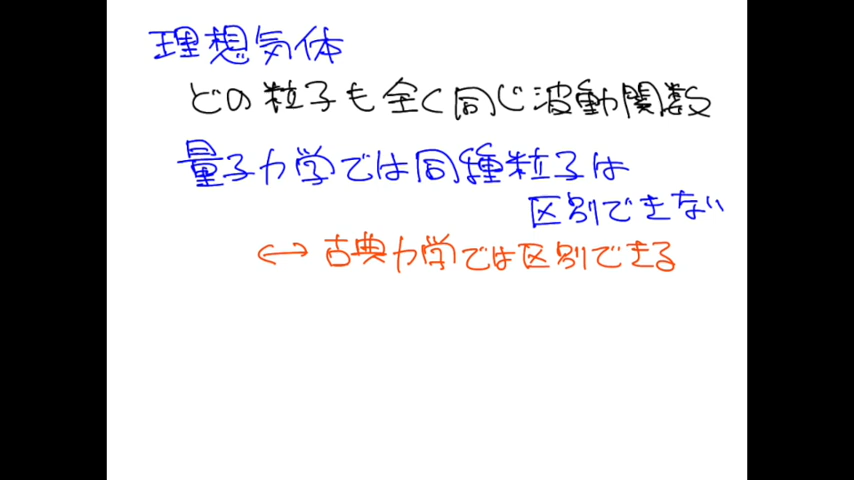 理想気体
どの粒子も全く同じ波動関数
量子力学では同種粒子は
区別できない
↔ 古典力学では区別できる